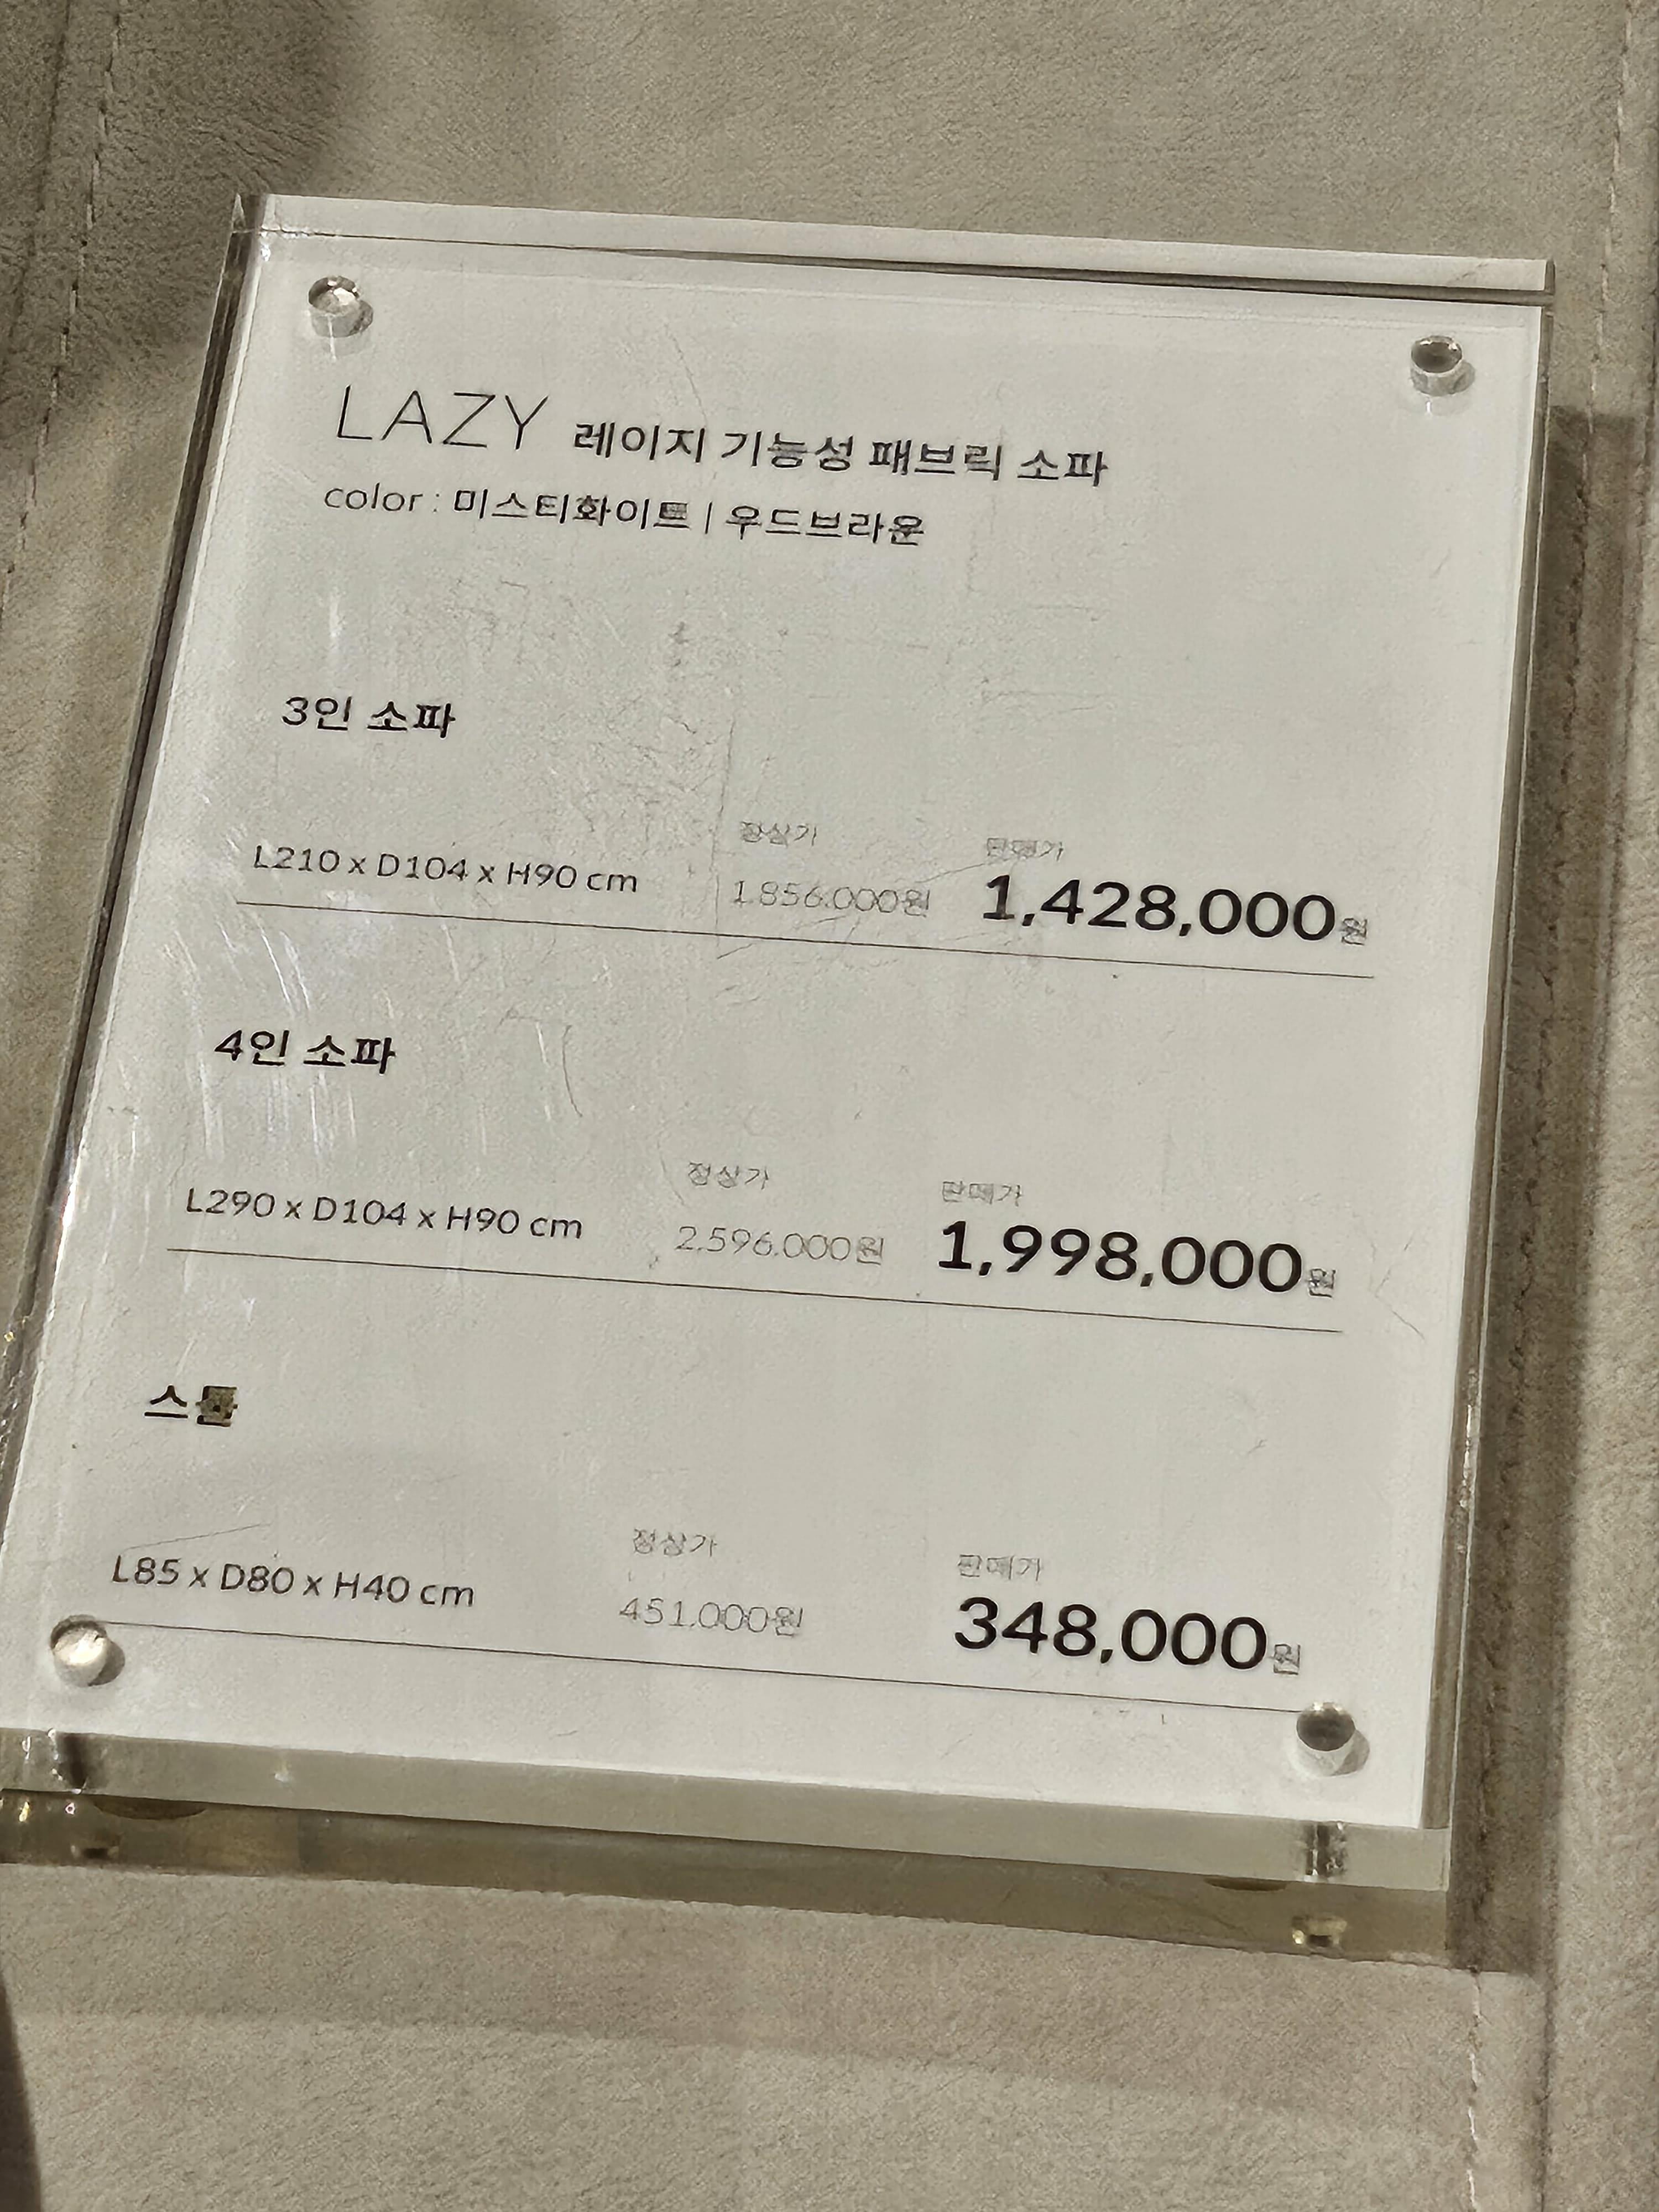 LAZY 레이지 기능성 패브릭 소파
color : 미스티화이트 | 우드브라운
3인 소파
정상가 판매가
L210 x D104 x H90 cm 1.856.000원 1,428,000원
4인 소파
정상가 판매가
L290 x D104 x H90 cm 2.596.000원 1,998,000원
스툴
정상가 판매가
L85 x D80 x H40 cm 451.000원 348,000원